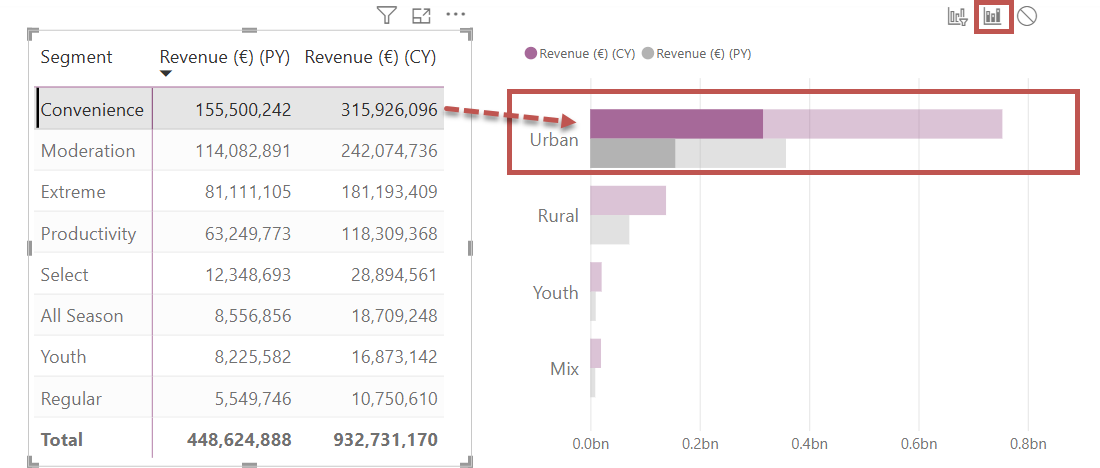 Segment Revenue (€) (PY) Revenue (€) (CY)
Convenience 155,500,242 315,926,096
Moderation 114,082,891 242,074,736
Extreme 81,111,105 181,193,409
Productivity 63,249,773 118,309,368
Select 12,348,693 28,894,561
All Season 8,556,856 18,709,248
Youth 8,225,582 16,873,142
Regular 5,549,746 10,750,610
Total 448,624,888 932,731,170
Revenue (€) (CY) Revenue (€) (PY)
Urban
Rural
Youth
Mix
0.0bn 0.2bn 0.4bn 0.6bn 0.8bn